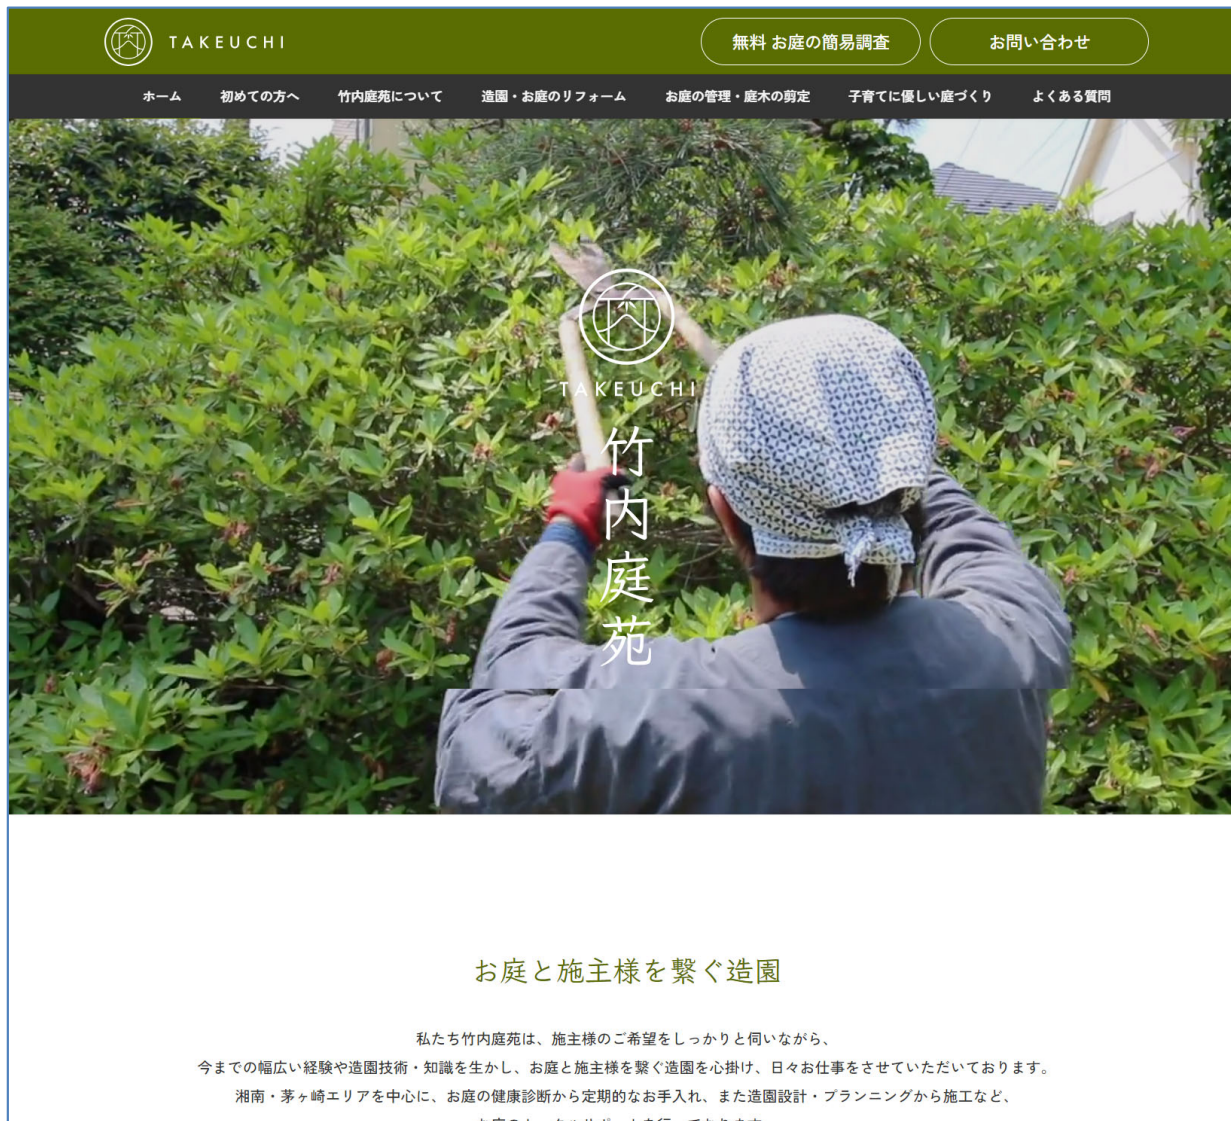 TAKEUCHI
無料 お庭の簡易調査
お問い合わせ
ホーム 初めての方へ 竹内庭苑について 造園・お庭のリフォーム お庭の管理・庭木の剪定 子育てに優しい庭づくり よくある質問
TAKEUCHI
竹内庭苑
お庭と施主様を繋ぐ造園
私たち竹内庭苑は、施主様のご希望をしっかりと伺いながら、
今までの幅広い経験や造園技術・知識を生かし、お庭と施主様を繋ぐ造園を心掛け、日々お仕事をさせていただいております。
湘南・茅ヶ崎エリアを中心に、お庭の健康診断から定期的なお手入れ、また造園設計・プランニングから施工など、